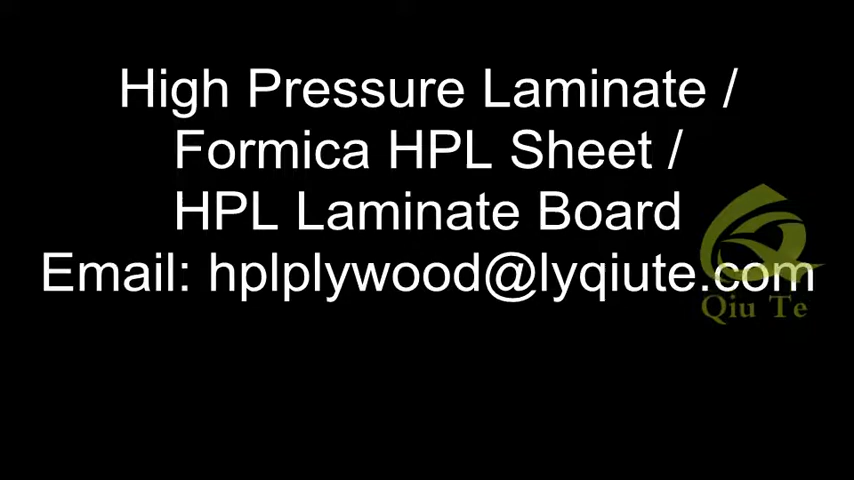 High Pressure Laminate /
Formica HPL Sheet /
HPL Laminate Board
Email: hplplywood@lyqiute.com
Qiu Te